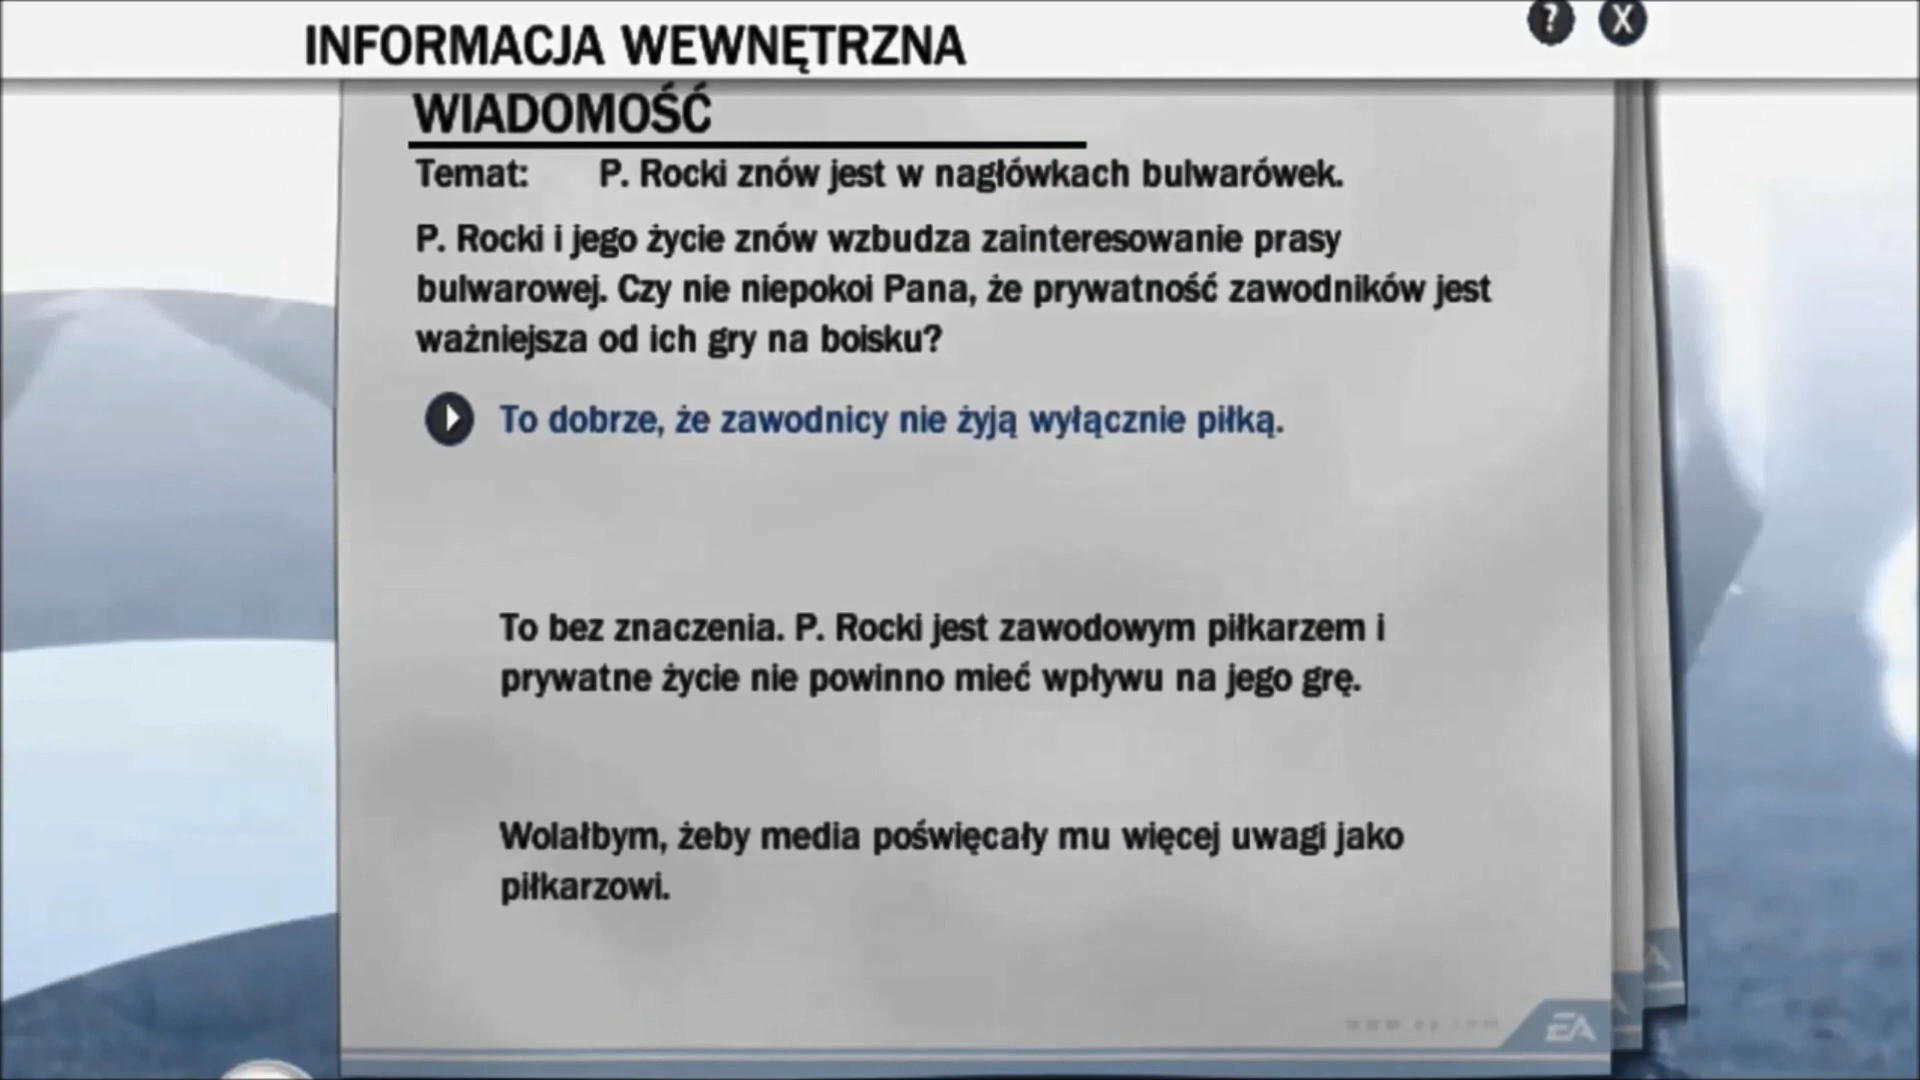 INFORMACJA WEWNĘTRZNA
? X
WIADOMOŚĆ
Temat: P. Rocki znów jest w nagłówkach bulwarówek.
P. Rocki i jego życie znów wzbudza zainteresowanie prasy
bulwarowej. Czy nie niepokoi Pana, że prywatność zawodników jest
ważniejsza od ich gry na boisku?
To dobrze, że zawodnicy nie żyją wyłącznie piłką.
To bez znaczenia. P. Rocki jest zawodowym piłkarzem i
prywatne życie nie powinno mieć wpływu na jego grę.
Wolałbym, żeby media poświęcały mu więcej uwagi jako
piłkarzowi.
EA